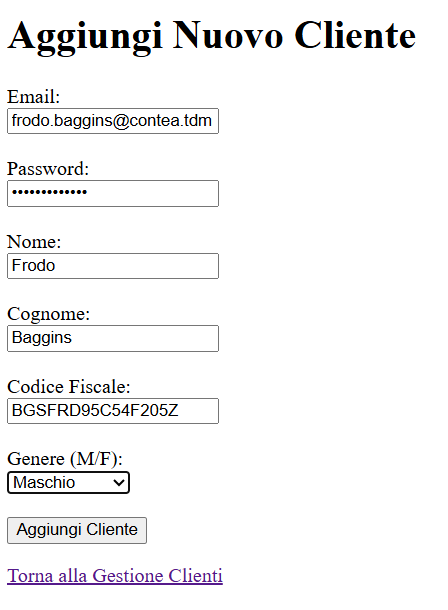 Aggiungi Nuovo Cliente
Email:
frodo.baggins@contea.tdm
Password:
•••••••••••••
Nome:
Frodo
Cognome:
Baggins
Codice Fiscale:
BGSFRD95C54F205Z
Genere (M/F):
Maschio
Aggiungi Cliente
Torna alla Gestione Clienti